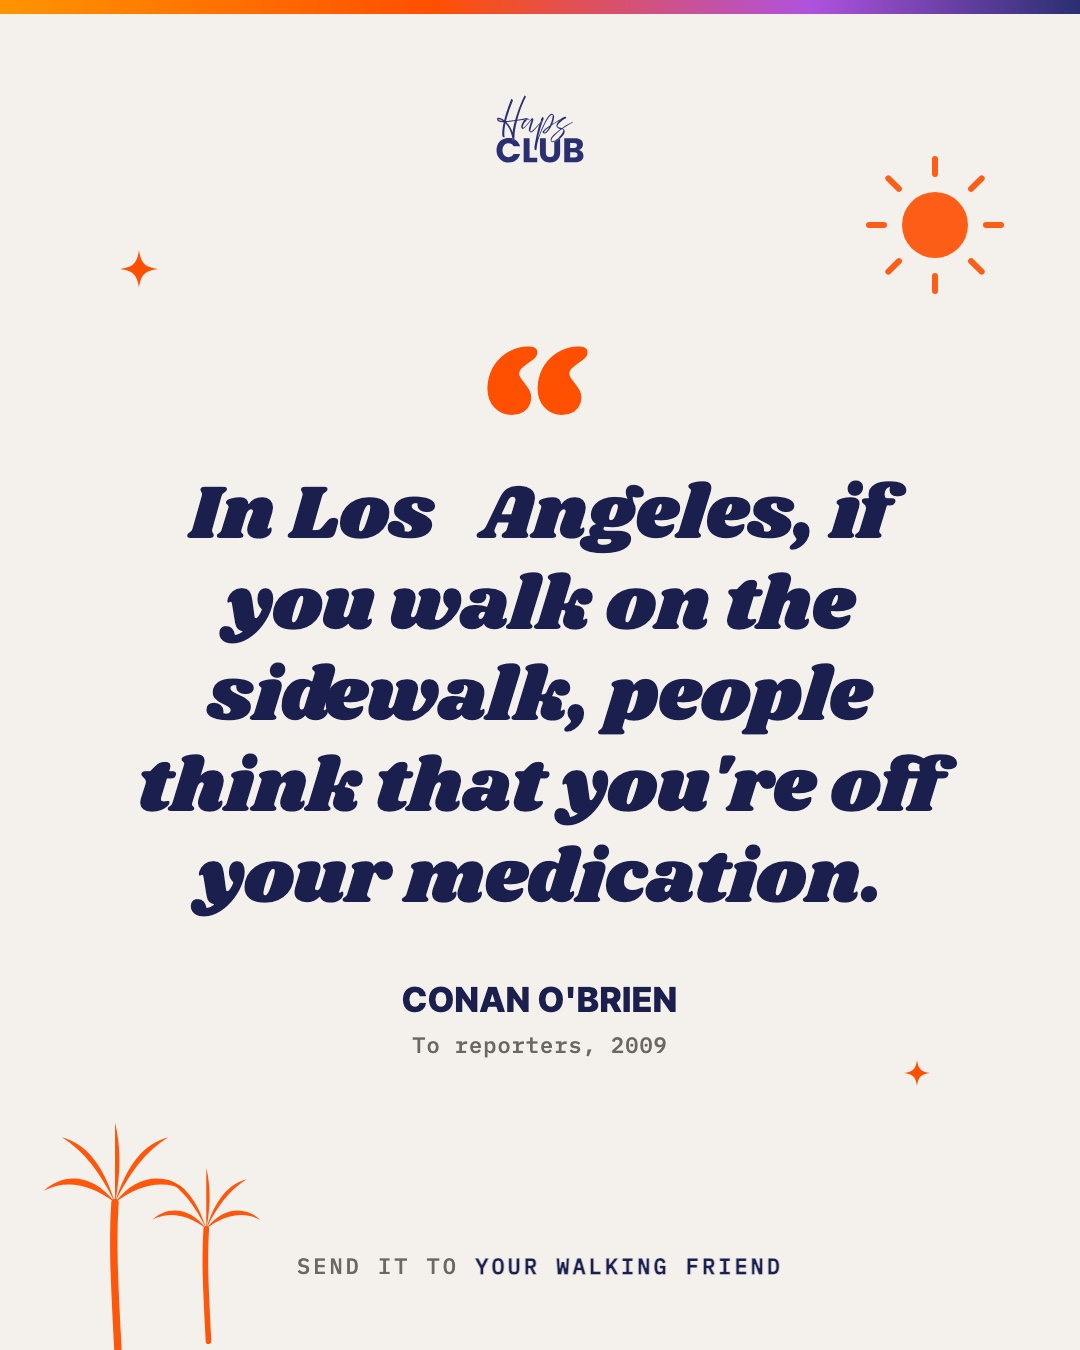 Haps
CLUB
“
In Los Angeles, if
you walk on the
sidewalk, people
think that you're off
your medication.
CONAN O'BRIEN
To reporters, 2009
SEND IT TO YOUR WALKING FRIEND